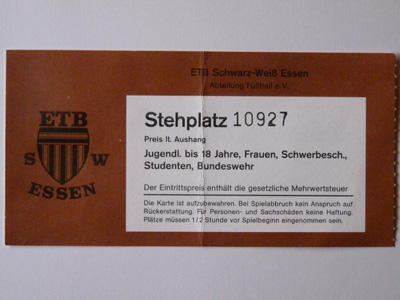 ETB Schwarz-Weiß Essen
Abteilung Fußball e.V.
ETB
S W
ESSEN
Stehplatz 10927
Preis lt. Aushang
Jugendl. bis 18 Jahre, Frauen, Schwerbesch.,
Studenten, Bundeswehr
Der Eintrittspreis enthält die gesetzliche Mehrwertsteuer
Die Karte ist aufzubewahren. Bei Spielabbruch kein Anspruch auf
Rückerstattung. Für Personen- und Sachschäden keine Haftung.
Plätze müssen 1/2 Stunde vor Spielbeginn eingenommen sein.